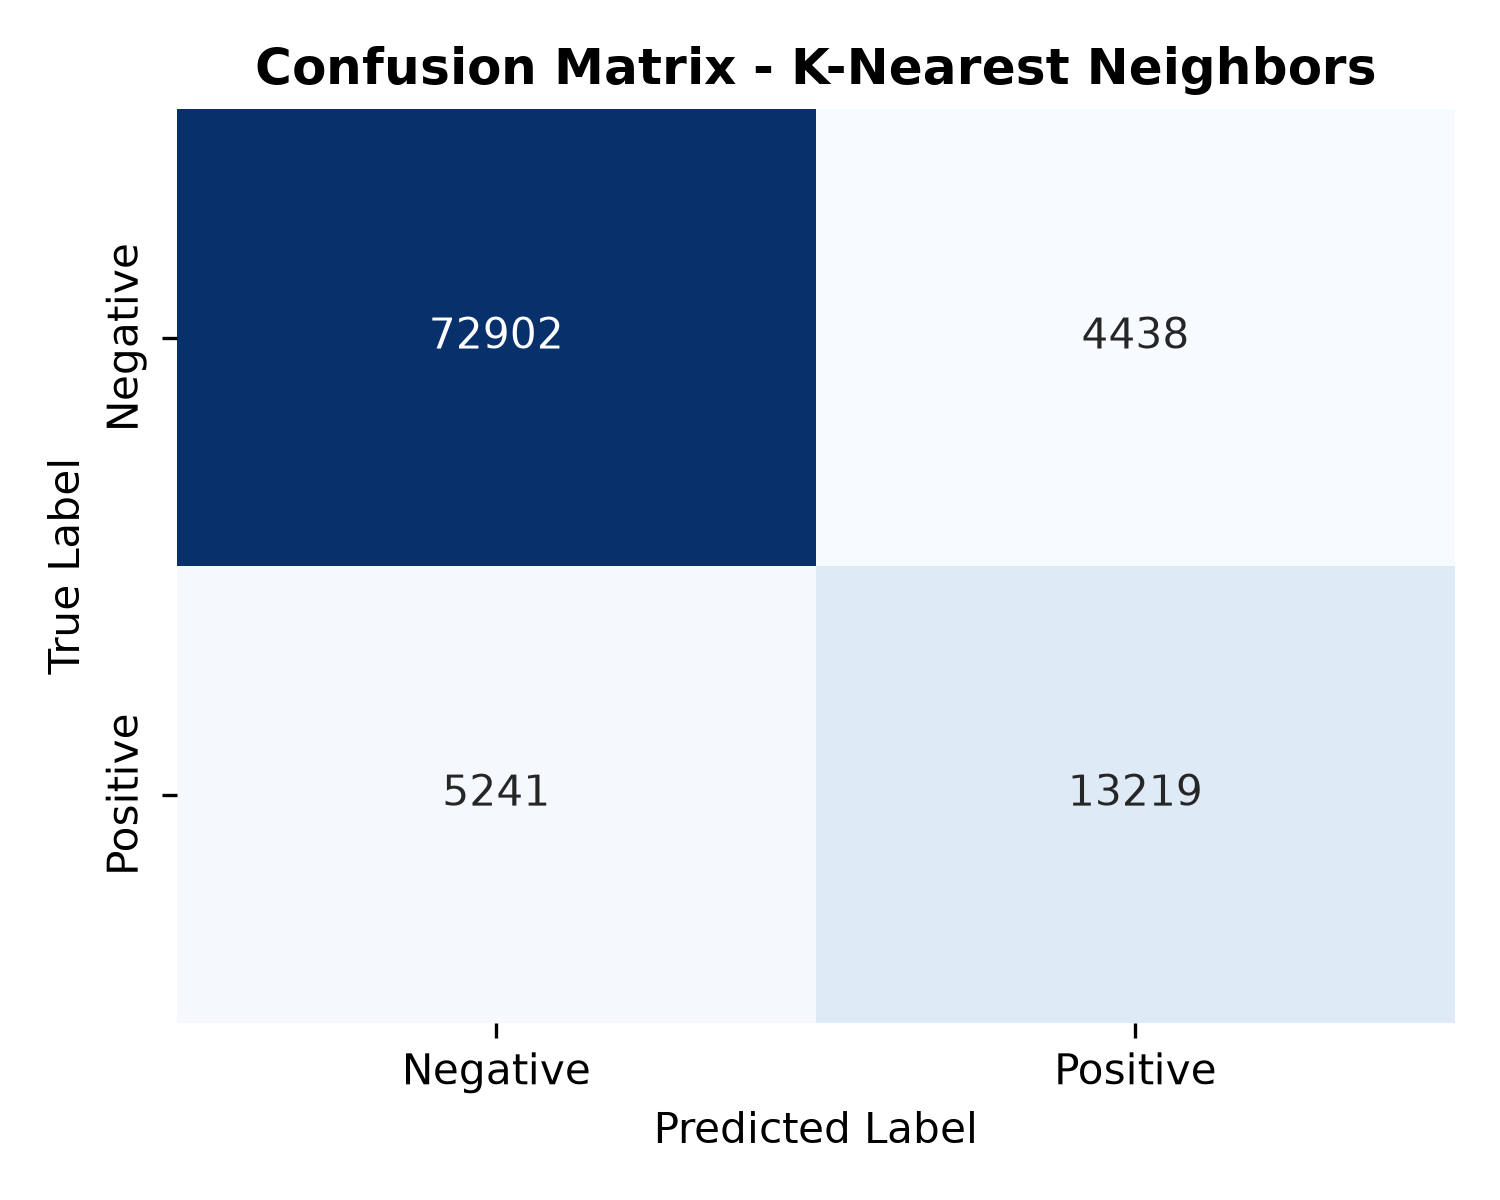 Confusion Matrix - K-Nearest Neighbors
True Label
Negative
72902
4438
Positive
5241
13219
Negative
Positive
Predicted Label